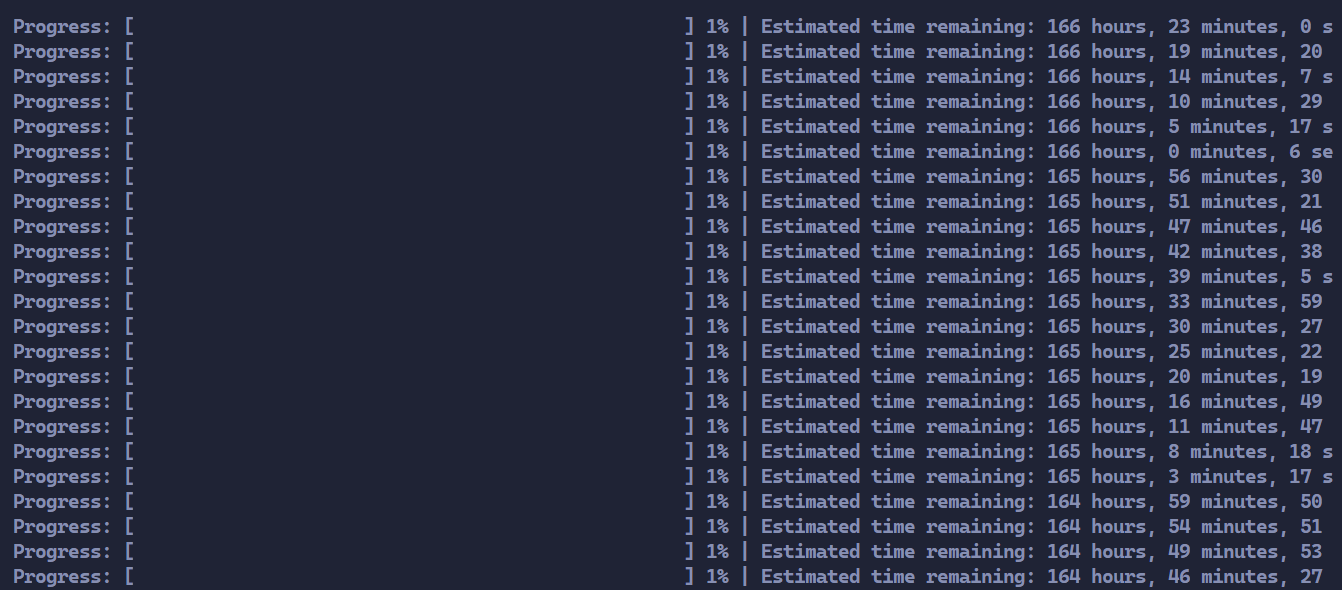 Progress: [                                                  ] 1% | Estimated time remaining: 166 hours, 23 minutes, 0 s
Progress: [                                                  ] 1% | Estimated time remaining: 166 hours, 19 minutes, 20
Progress: [                                                  ] 1% | Estimated time remaining: 166 hours, 14 minutes, 7 s
Progress: [                                                  ] 1% | Estimated time remaining: 166 hours, 10 minutes, 29
Progress: [                                                  ] 1% | Estimated time remaining: 166 hours, 5 minutes, 17 s
Progress: [                                                  ] 1% | Estimated time remaining: 166 hours, 0 minutes, 6 se
Progress: [                                                  ] 1% | Estimated time remaining: 165 hours, 56 minutes, 30
Progress: [                                                  ] 1% | Estimated time remaining: 165 hours, 51 minutes, 21
Progress: [                                                  ] 1% | Estimated time remaining: 165 hours, 47 minutes, 46
Progress: [                                                  ] 1% | Estimated time remaining: 165 hours, 42 minutes, 38
Progress: [                                                  ] 1% | Estimated time remaining: 165 hours, 39 minutes, 5 s
Progress: [                                                  ] 1% | Estimated time remaining: 165 hours, 33 minutes, 59
Progress: [                                                  ] 1% | Estimated time remaining: 165 hours, 30 minutes, 27
Progress: [                                                  ] 1% | Estimated time remaining: 165 hours, 25 minutes, 22
Progress: [                                                  ] 1% | Estimated time remaining: 165 hours, 20 minutes, 19
Progress: [                                                  ] 1% | Estimated time remaining: 165 hours, 16 minutes, 49
Progress: [                                                  ] 1% | Estimated time remaining: 165 hours, 11 minutes, 47
Progress: [                                                  ] 1% | Estimated time remaining: 165 hours, 8 minutes, 18 s
Progress: [                                                  ] 1% | Estimated time remaining: 165 hours, 3 minutes, 17 s
Progress: [                                                  ] 1% | Estimated time remaining: 164 hours, 59 minutes, 50
Progress: [                                                  ] 1% | Estimated time remaining: 164 hours, 54 minutes, 51
Progress: [                                                  ] 1% | Estimated time remaining: 164 hours, 49 minutes, 53
Progress: [                                                  ] 1% | Estimated time remaining: 164 hours, 46 minutes, 27